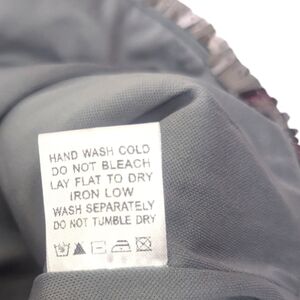 HAND WASH COLD
DO NOT BLEACH
LAY FLAT TO DRY
IRON LOW
WASH SEPARATELY
DO NOT TUMBLE DRY